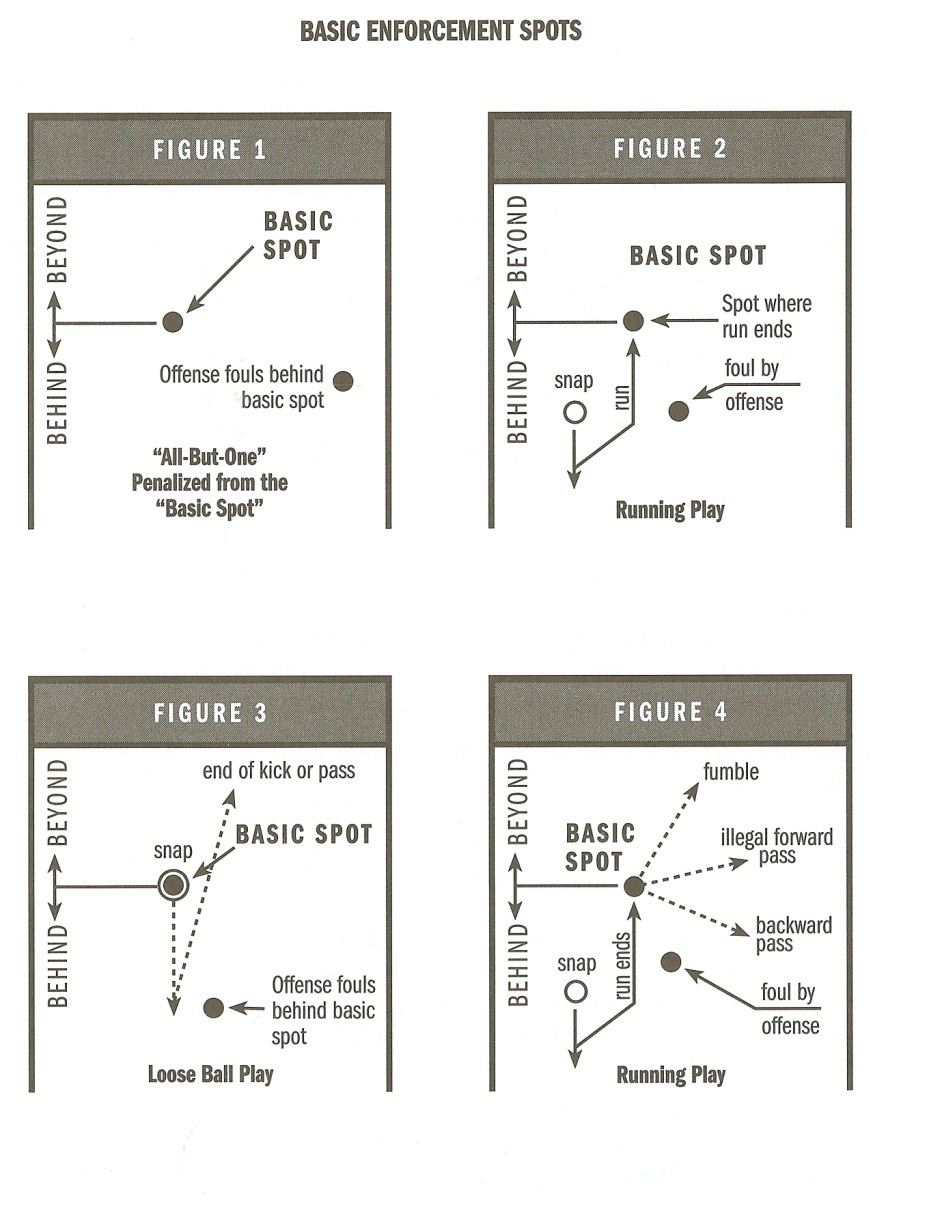 BASIC ENFORCEMENT SPOTS
FIGURE 1
BEYOND
BEHIND
BASIC
SPOT
Offense fouls behind
basic spot
“All-But-One”
Penalized from the
“Basic Spot”
FIGURE 2
BEYOND
BEHIND
BASIC SPOT
Spot where
run ends
snap
run
foul by
offense
Running Play
FIGURE 3
BEYOND
BEHIND
end of kick or pass
BASIC SPOT
snap
Offense fouls
behind basic
spot
Loose Ball Play
FIGURE 4
BEYOND
BEHIND
fumble
BASIC
SPOT
illegal forward
pass
backward
pass
snap
run ends
foul by
offense
Running Play